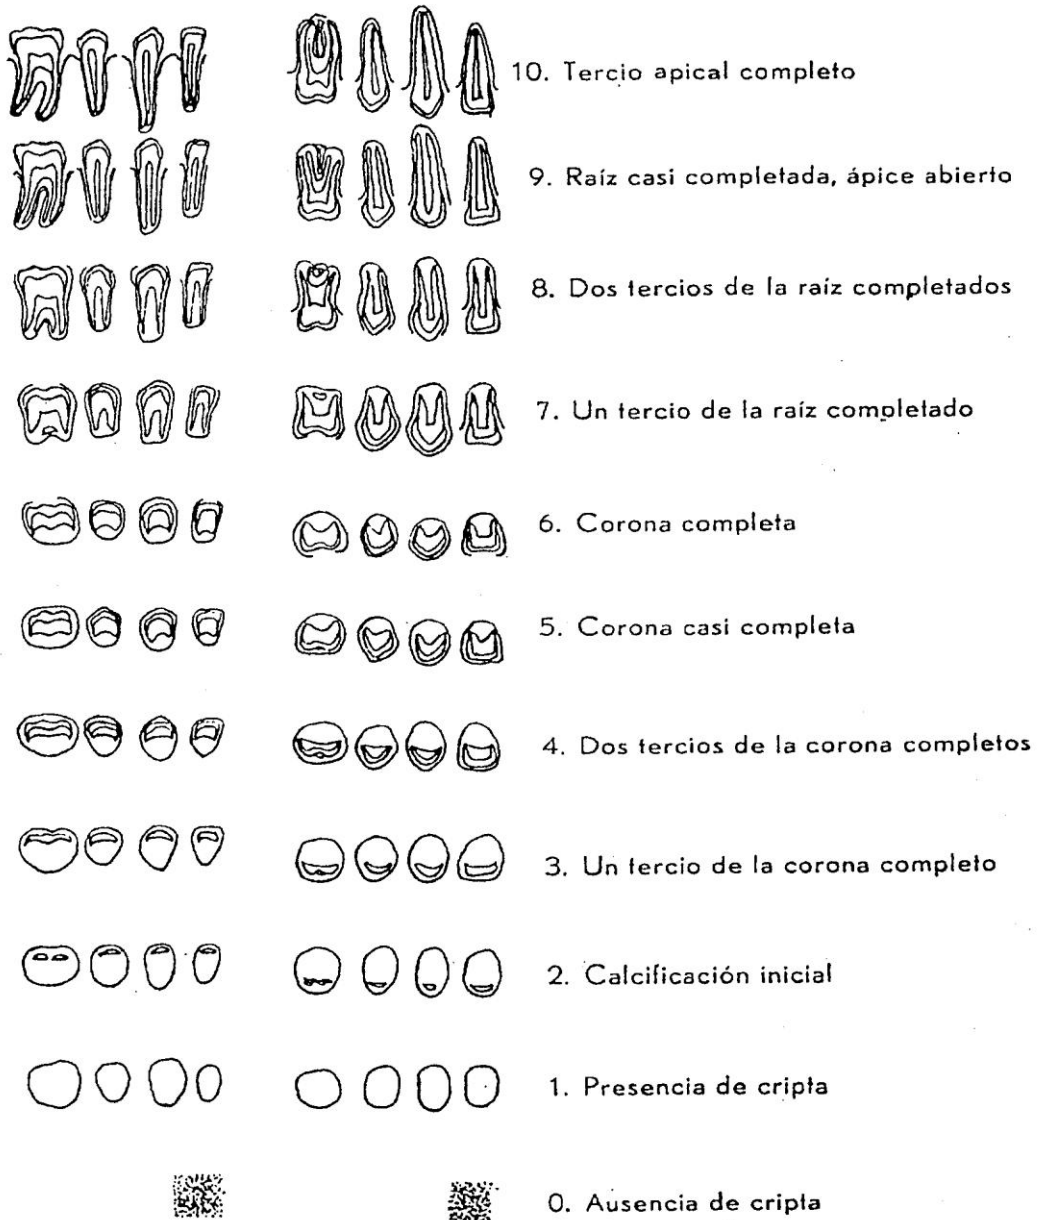 10. Tercio apical completo
9. Raíz casi completada, ápice abierto
8. Dos tercios de la raíz completados
7. Un tercio de la raíz completado
6. Corona completa
5. Corona casi completa
4. Dos tercios de la corona completos
3. Un tercio de la corona completo
2. Calcificación inicial
1. Presencia de cripta
0. Ausencia de cripta